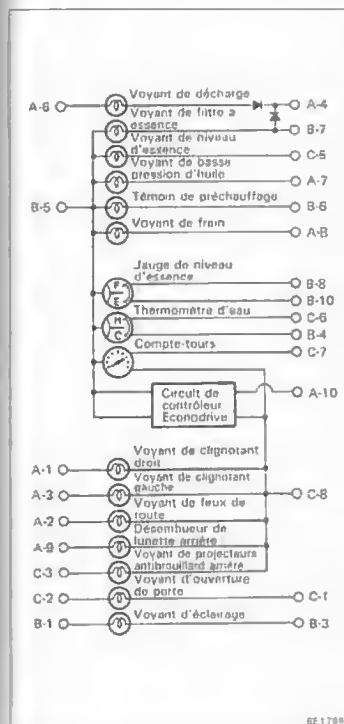 Voyant de décharge
A-6
A-4
Voyant de filtre à
essence
B-7
Voyant de niveau
d'essence
C-5
Voyant de basse
pression d'huile
A-7
B-5
Témoin de préchauffage
B-6
Voyant de frein
A-8
Jauge de niveau
d'essence
F
E
B-8
B-10
Thermomètre d'eau
H
C
C-6
B-4
Compte-tours
C-7
Circuit de
contrôleur
Econodrive
A-10
Voyant de clignotant
droit
A-1
Voyant de clignotant
gauche
A-3
C-8
Voyant de feux de
route
A-2
Désembueur de
lunette arrière
A-9
Voyant de projecteurs
antibrouillard arrière
C-3
Voyant d'ouverture
de porte
C-2
C-1
Voyant d'éclairage
B-1
B-3